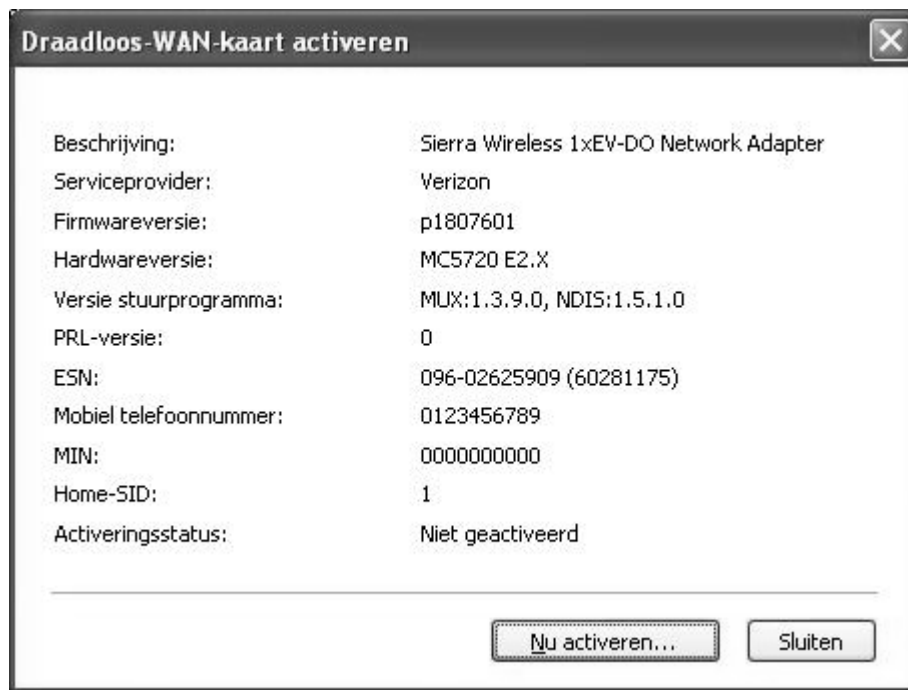 Draadloos-WAN-kaart activeren
Beschrijving: Sierra Wireless 1xEV-DO Network Adapter
Serviceprovider: Verizon
Firmwareversie: p1807601
Hardwareversie: MC5720 E2.X
Versie stuurprogramma: MUX:1.3.9.0, NDIS:1.5.1.0
PRL-versie: 0
ESN: 096-02625909 (60281175)
Mobiel telefoonnummer: 0123456789
MIN: 0000000000
Home-SID: 1
Activeringsstatus: Niet geactiveerd
Nu activeren... Sluiten